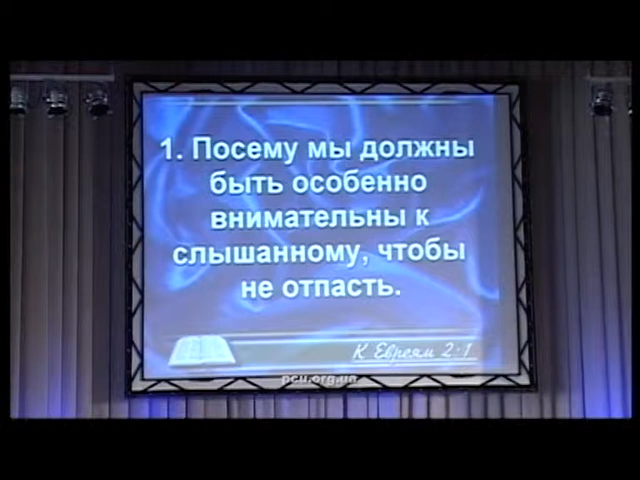 1. Посему мы должны
быть особенно
внимательны к
слышанному, чтобы
не отпасть.
К Евреям 2:1
pcu.org.ua